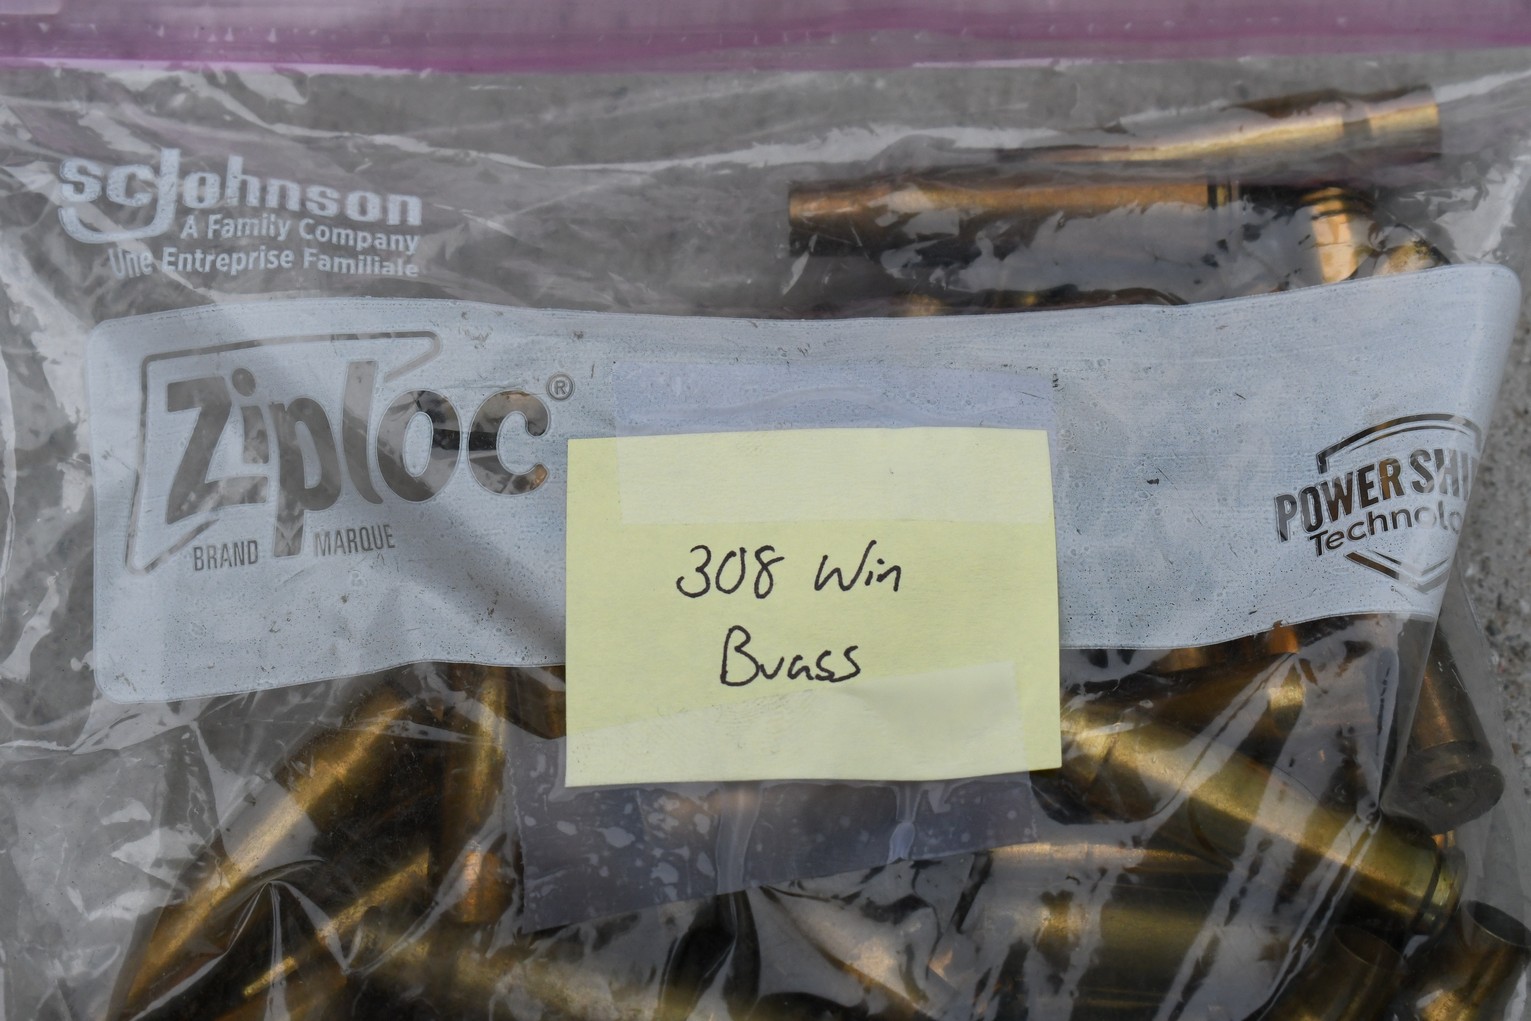 scJohnson
A Family Company
Une Entreprise Familiale
Ziploc®
BRAND MARQUE
POWER SHI
Technolo
308 Win
Brass